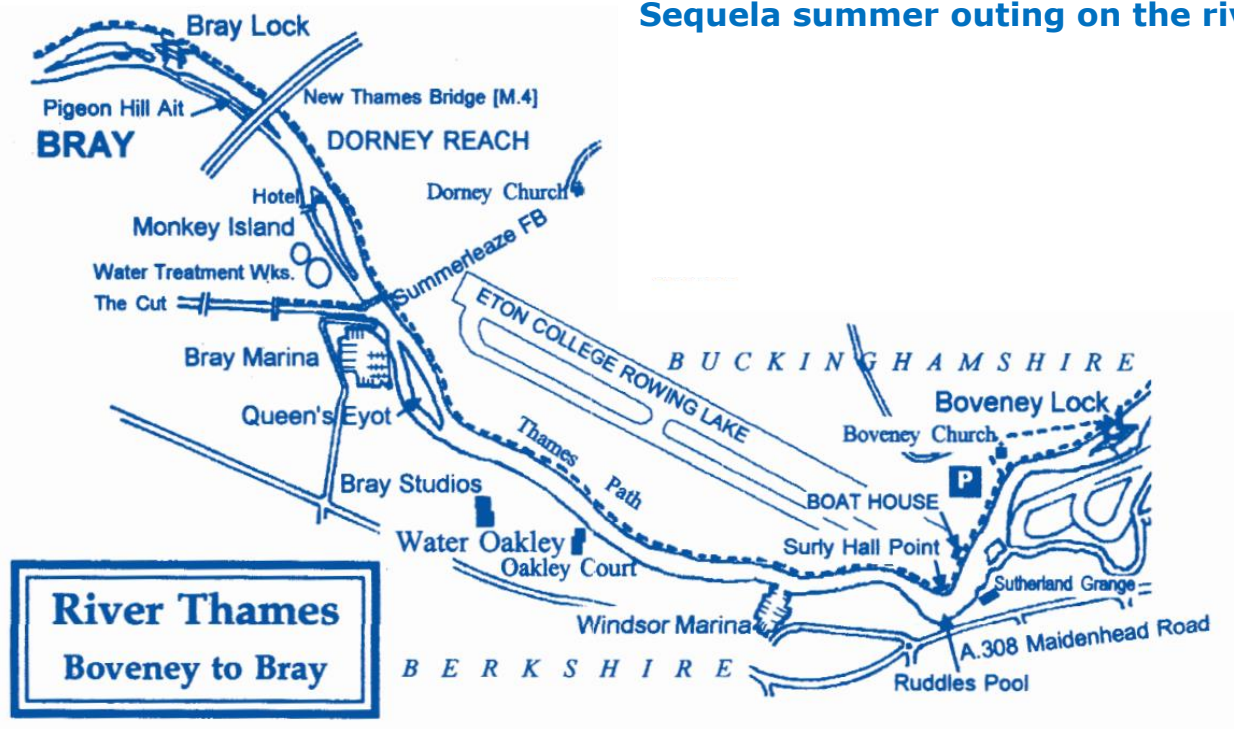 Sequela summer outing on the riv
Bray Lock
Pigeon Hill Ait
New Thames Bridge [M.4]
BRAY
DORNEY REACH
Hotel
Dorney Church
Monkey Island
Summerleaze FB
Water Treatment Wks.
The Cut
ETON COLLEGE ROWING LAKE
Bray Marina
BUCKINGHAMSHIRE
Queen's Eyot
Boveney Lock
Thames Path
Boveney Church
Bray Studios
P
BOAT HOUSE
Water Oakley
Surly Hall Point
Oakley Court
Sutherland Grange
River Thames
Boveney to Bray
Windsor Marina
A.308 Maidenhead Road
BERKSHIRE
Ruddles Pool